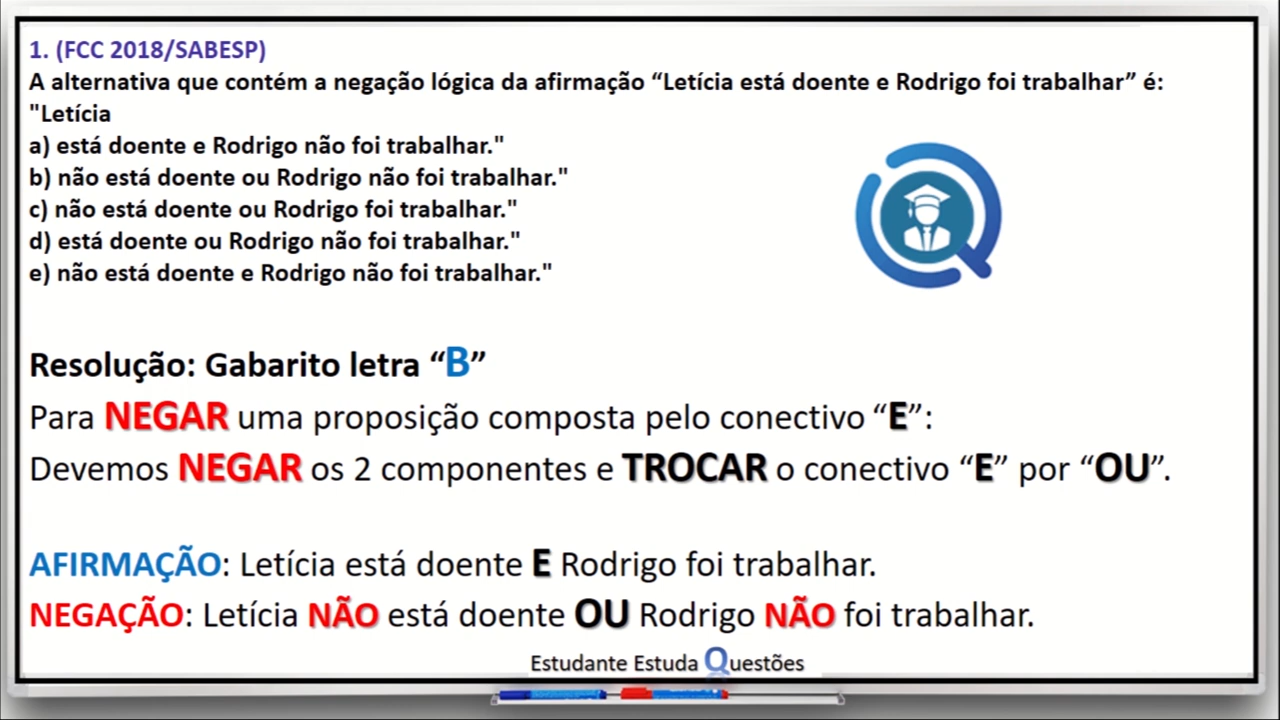 1. (FCC 2018/SABESP)
A alternativa que contém a negação lógica da afirmação “Letícia está doente e Rodrigo foi trabalhar” é:
"Letícia
a) está doente e Rodrigo não foi trabalhar."
b) não está doente ou Rodrigo não foi trabalhar."
c) não está doente ou Rodrigo foi trabalhar."
d) está doente ou Rodrigo não foi trabalhar."
e) não está doente e Rodrigo não foi trabalhar."
Resolução: Gabarito letra “B”
Para NEGAR uma proposição composta pelo conectivo “E”:
Devemos NEGAR os 2 componentes e TROCAR o conectivo “E” por “OU”.
AFIRMAÇÃO: Letícia está doente E Rodrigo foi trabalhar.
NEGAÇÃO: Letícia NÃO está doente OU Rodrigo NÃO foi trabalhar.
Estudante Estuda Questões